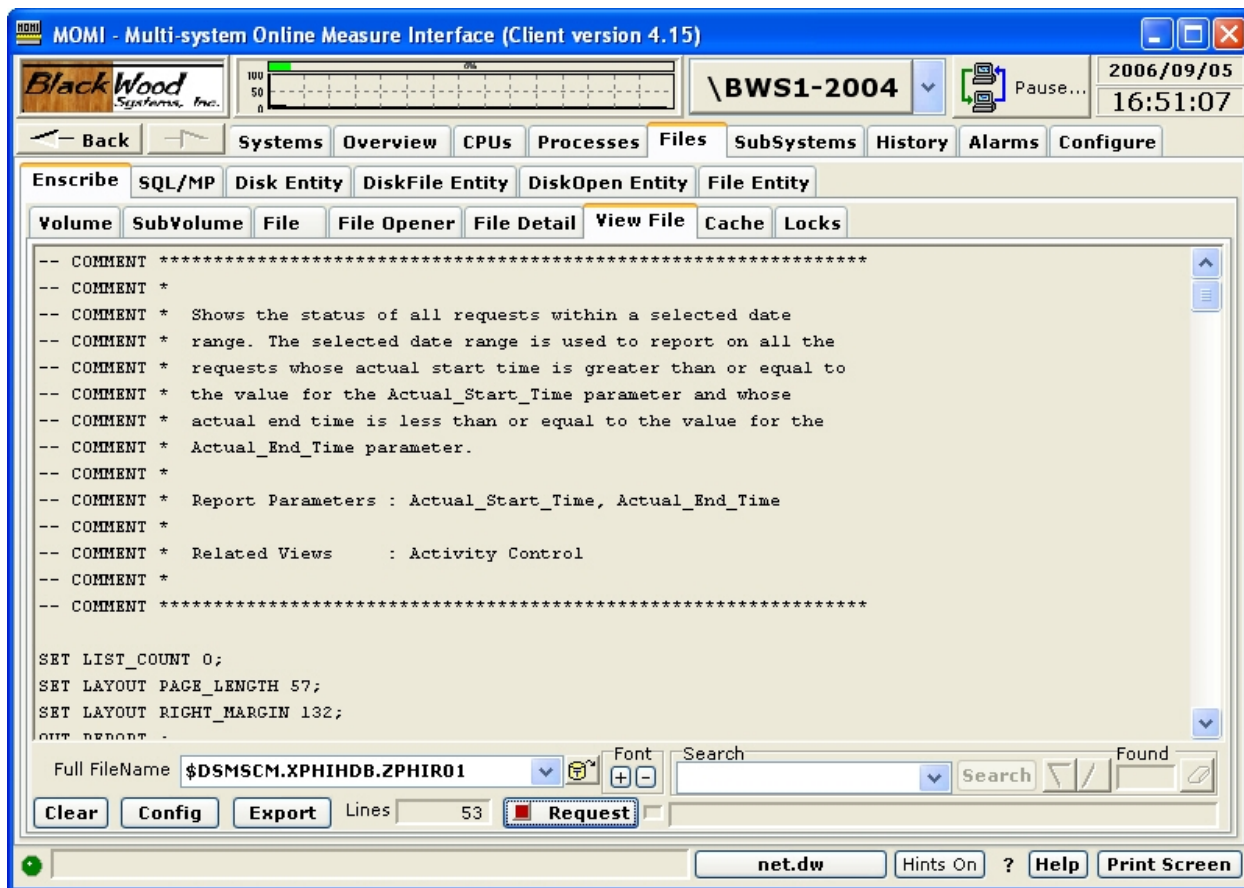 MOMI - Multi-system Online Measure Interface (Client version 4.15)
BlackWood
Systems, Inc.
100
50
0
0%
\BWS1-2004
Pause...
2006/09/05
16:51:07
Back
Systems Overview CPUs Processes Files SubSystems History Alarms Configure
Enscribe SQL/MP Disk Entity DiskFile Entity DiskOpen Entity File Entity
Volume SubVolume File File Opener File Detail View File Cache Locks
-- COMMENT *****************************************************************
-- COMMENT *
-- COMMENT *  Shows the status of all requests within a selected date
-- COMMENT *  range. The selected date range is used to report on all the
-- COMMENT *  requests whose actual start time is greater than or equal to
-- COMMENT *  the value for the Actual_Start_Time parameter and whose
-- COMMENT *  actual end time is less than or equal to the value for the
-- COMMENT *  Actual_End_Time parameter.
-- COMMENT *
-- COMMENT *  Report Parameters : Actual_Start_Time, Actual_End_Time
-- COMMENT *
-- COMMENT *  Related Views     : Activity Control
-- COMMENT *
-- COMMENT *****************************************************************
SET LIST_COUNT 0;
SET LAYOUT PAGE_LENGTH 57;
SET LAYOUT RIGHT_MARGIN 132;
OUT REPORT ;
Full FileName $DSMSCM.XPHIHDB.ZPHIR01 Font + - Search Search Found
Clear Config Export Lines 53 Request
net.dw Hints On ? Help Print Screen